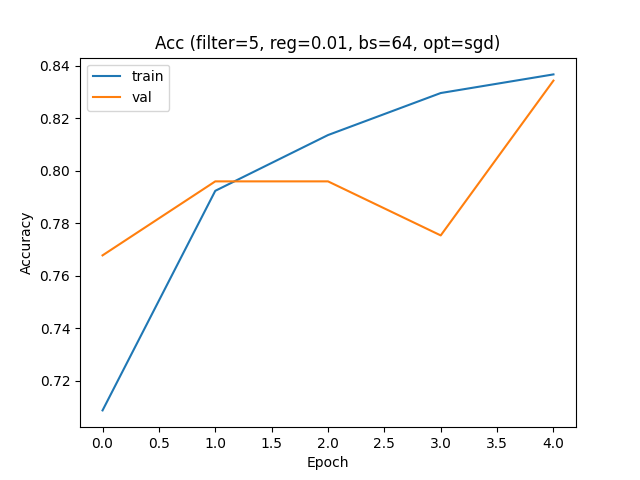 Acc (filter=5, reg=0.01, bs=64, opt=sgd)
train
val
0.84
0.82
0.80
0.78
0.76
0.74
0.72
Accuracy
0.0 0.5 1.0 1.5 2.0 2.5 3.0 3.5 4.0
Epoch